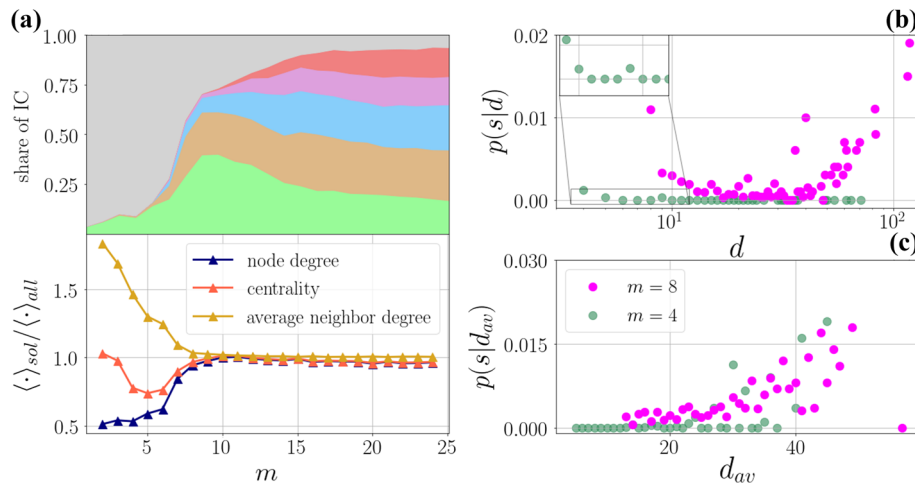 (a)
1.00
0.75
0.50
0.25
share of IC
node degree
centrality
average neighbor degree
1.5
1.0
0.5
⟨·⟩sol/⟨·⟩all
5 10 15 20 25
m
(b)
0.02
0.01
0.00
p(s|d)
10¹ 10²
d
(c)
0.030
0.015
0.000
p(s|d_av)
m = 8
m = 4
20 40
d_av